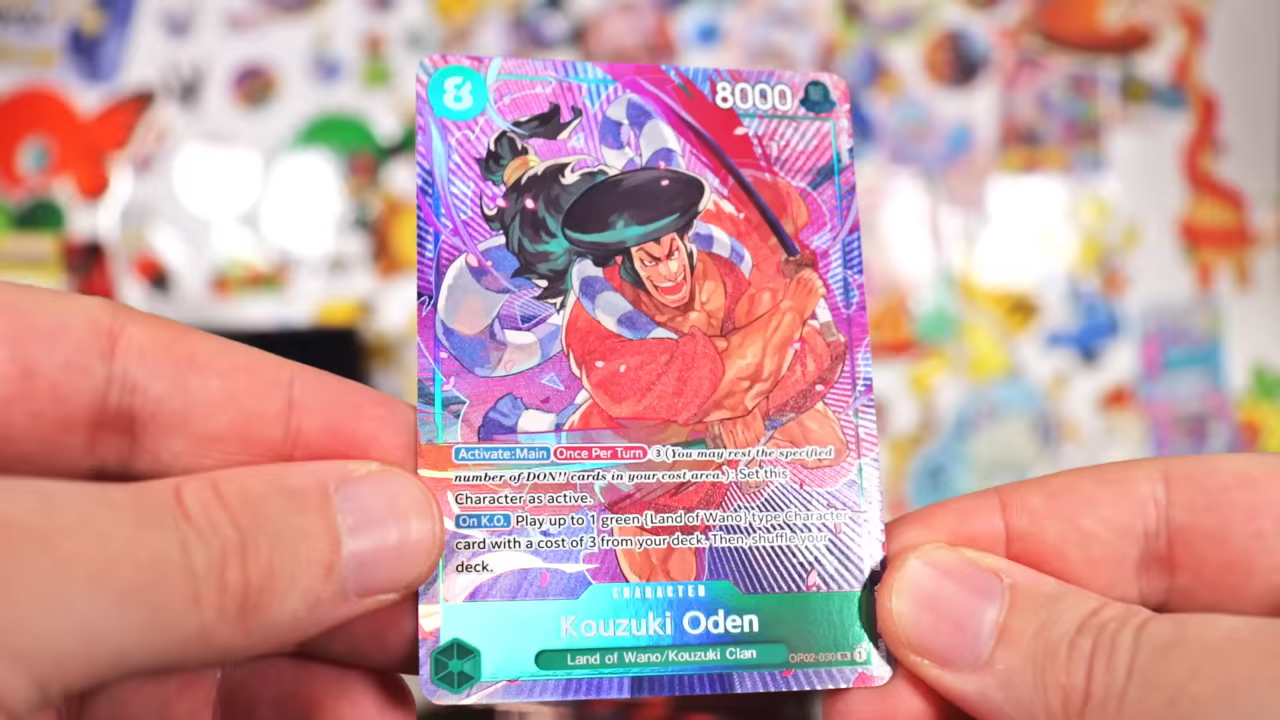 8
8000
Activate:Main Once Per Turn ③ (You may rest the specified
number of DON!! cards in your cost area.): Set this
Character as active.
On K.O. Play up to 1 green {Land of Wano} type Character
card with a cost of 3 from your deck. Then, shuffle your
deck.
CHARACTER
Kouzuki Oden
Land of Wano/Kouzuki Clan
OP02-030 SR 1